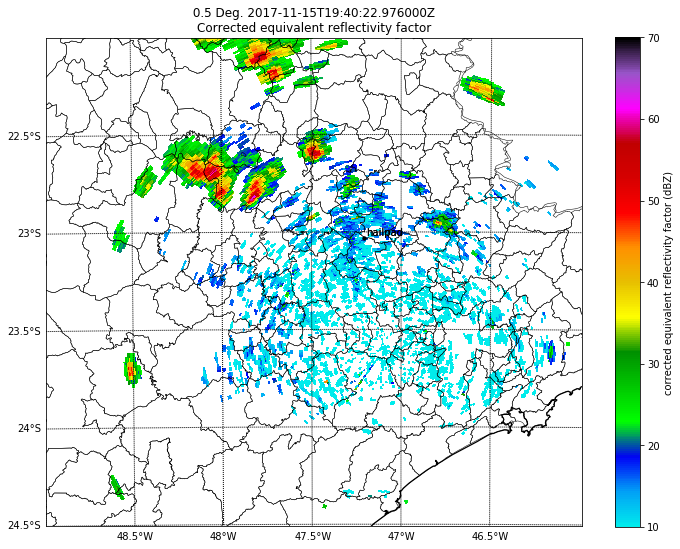 0.5 Deg. 2017-11-15T19:40:22.976000Z
Corrected equivalent reflectivity factor
22.5°S
23°S
23.5°S
24°S
24.5°S
48.5°W
48°W
47.5°W
47°W
46.5°W
70
60
50
40
30
20
10
corrected equivalent reflectivity factor (dBZ)